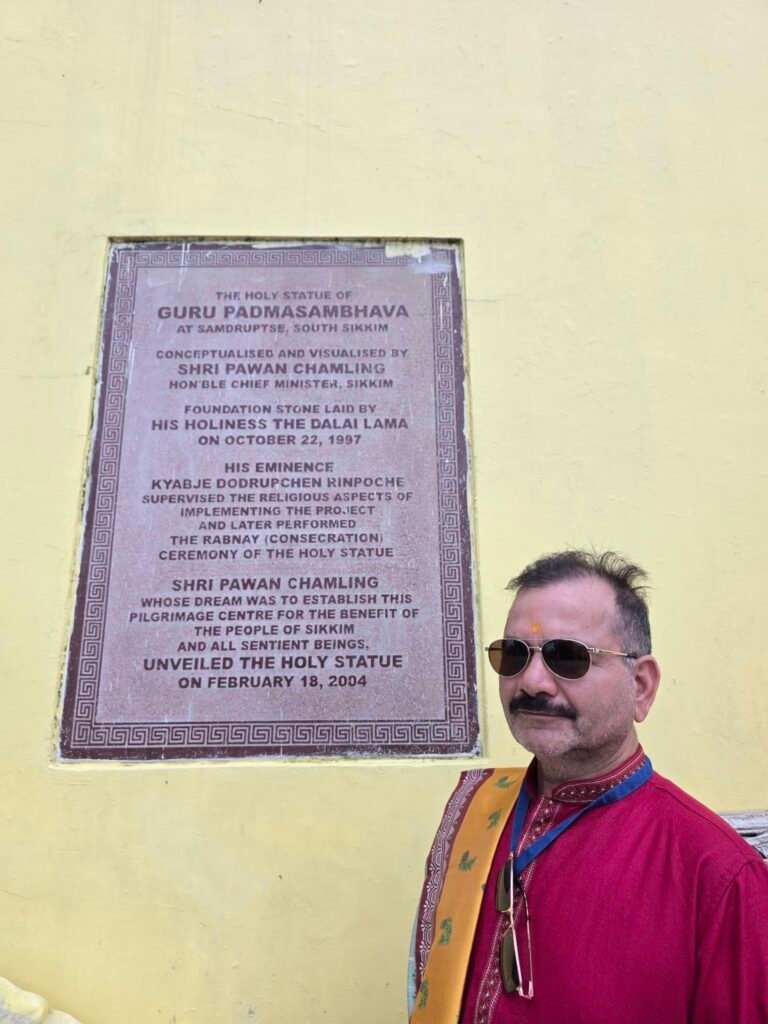 THE HOLY STATUE OF
GURU PADMASAMBHAVA
AT SAMDRUPTSE, SOUTH SIKKIM
CONCEPTUALISED AND VISUALISED BY
SHRI PAWAN CHAMLING
HON'BLE CHIEF MINISTER, SIKKIM
FOUNDATION STONE LAID BY
HIS HOLINESS THE DALAI LAMA
ON OCTOBER 22, 1997
HIS EMINENCE
KYABJE DODRUPCHEN RINPOCHE
SUPERVISED THE RELIGIOUS ASPECTS OF
IMPLEMENTING THE PROJECT
AND LATER PERFORMED
THE RABNAY (CONSECRATION)
CEREMONY OF THE HOLY STATUE
SHRI PAWAN CHAMLING
WHOSE DREAM WAS TO ESTABLISH THIS
PILGRIMAGE CENTRE FOR THE BENEFIT OF
THE PEOPLE OF SIKKIM
AND ALL SENTIENT BEINGS,
UNVEILED THE HOLY STATUE
ON FEBRUARY 18, 2004